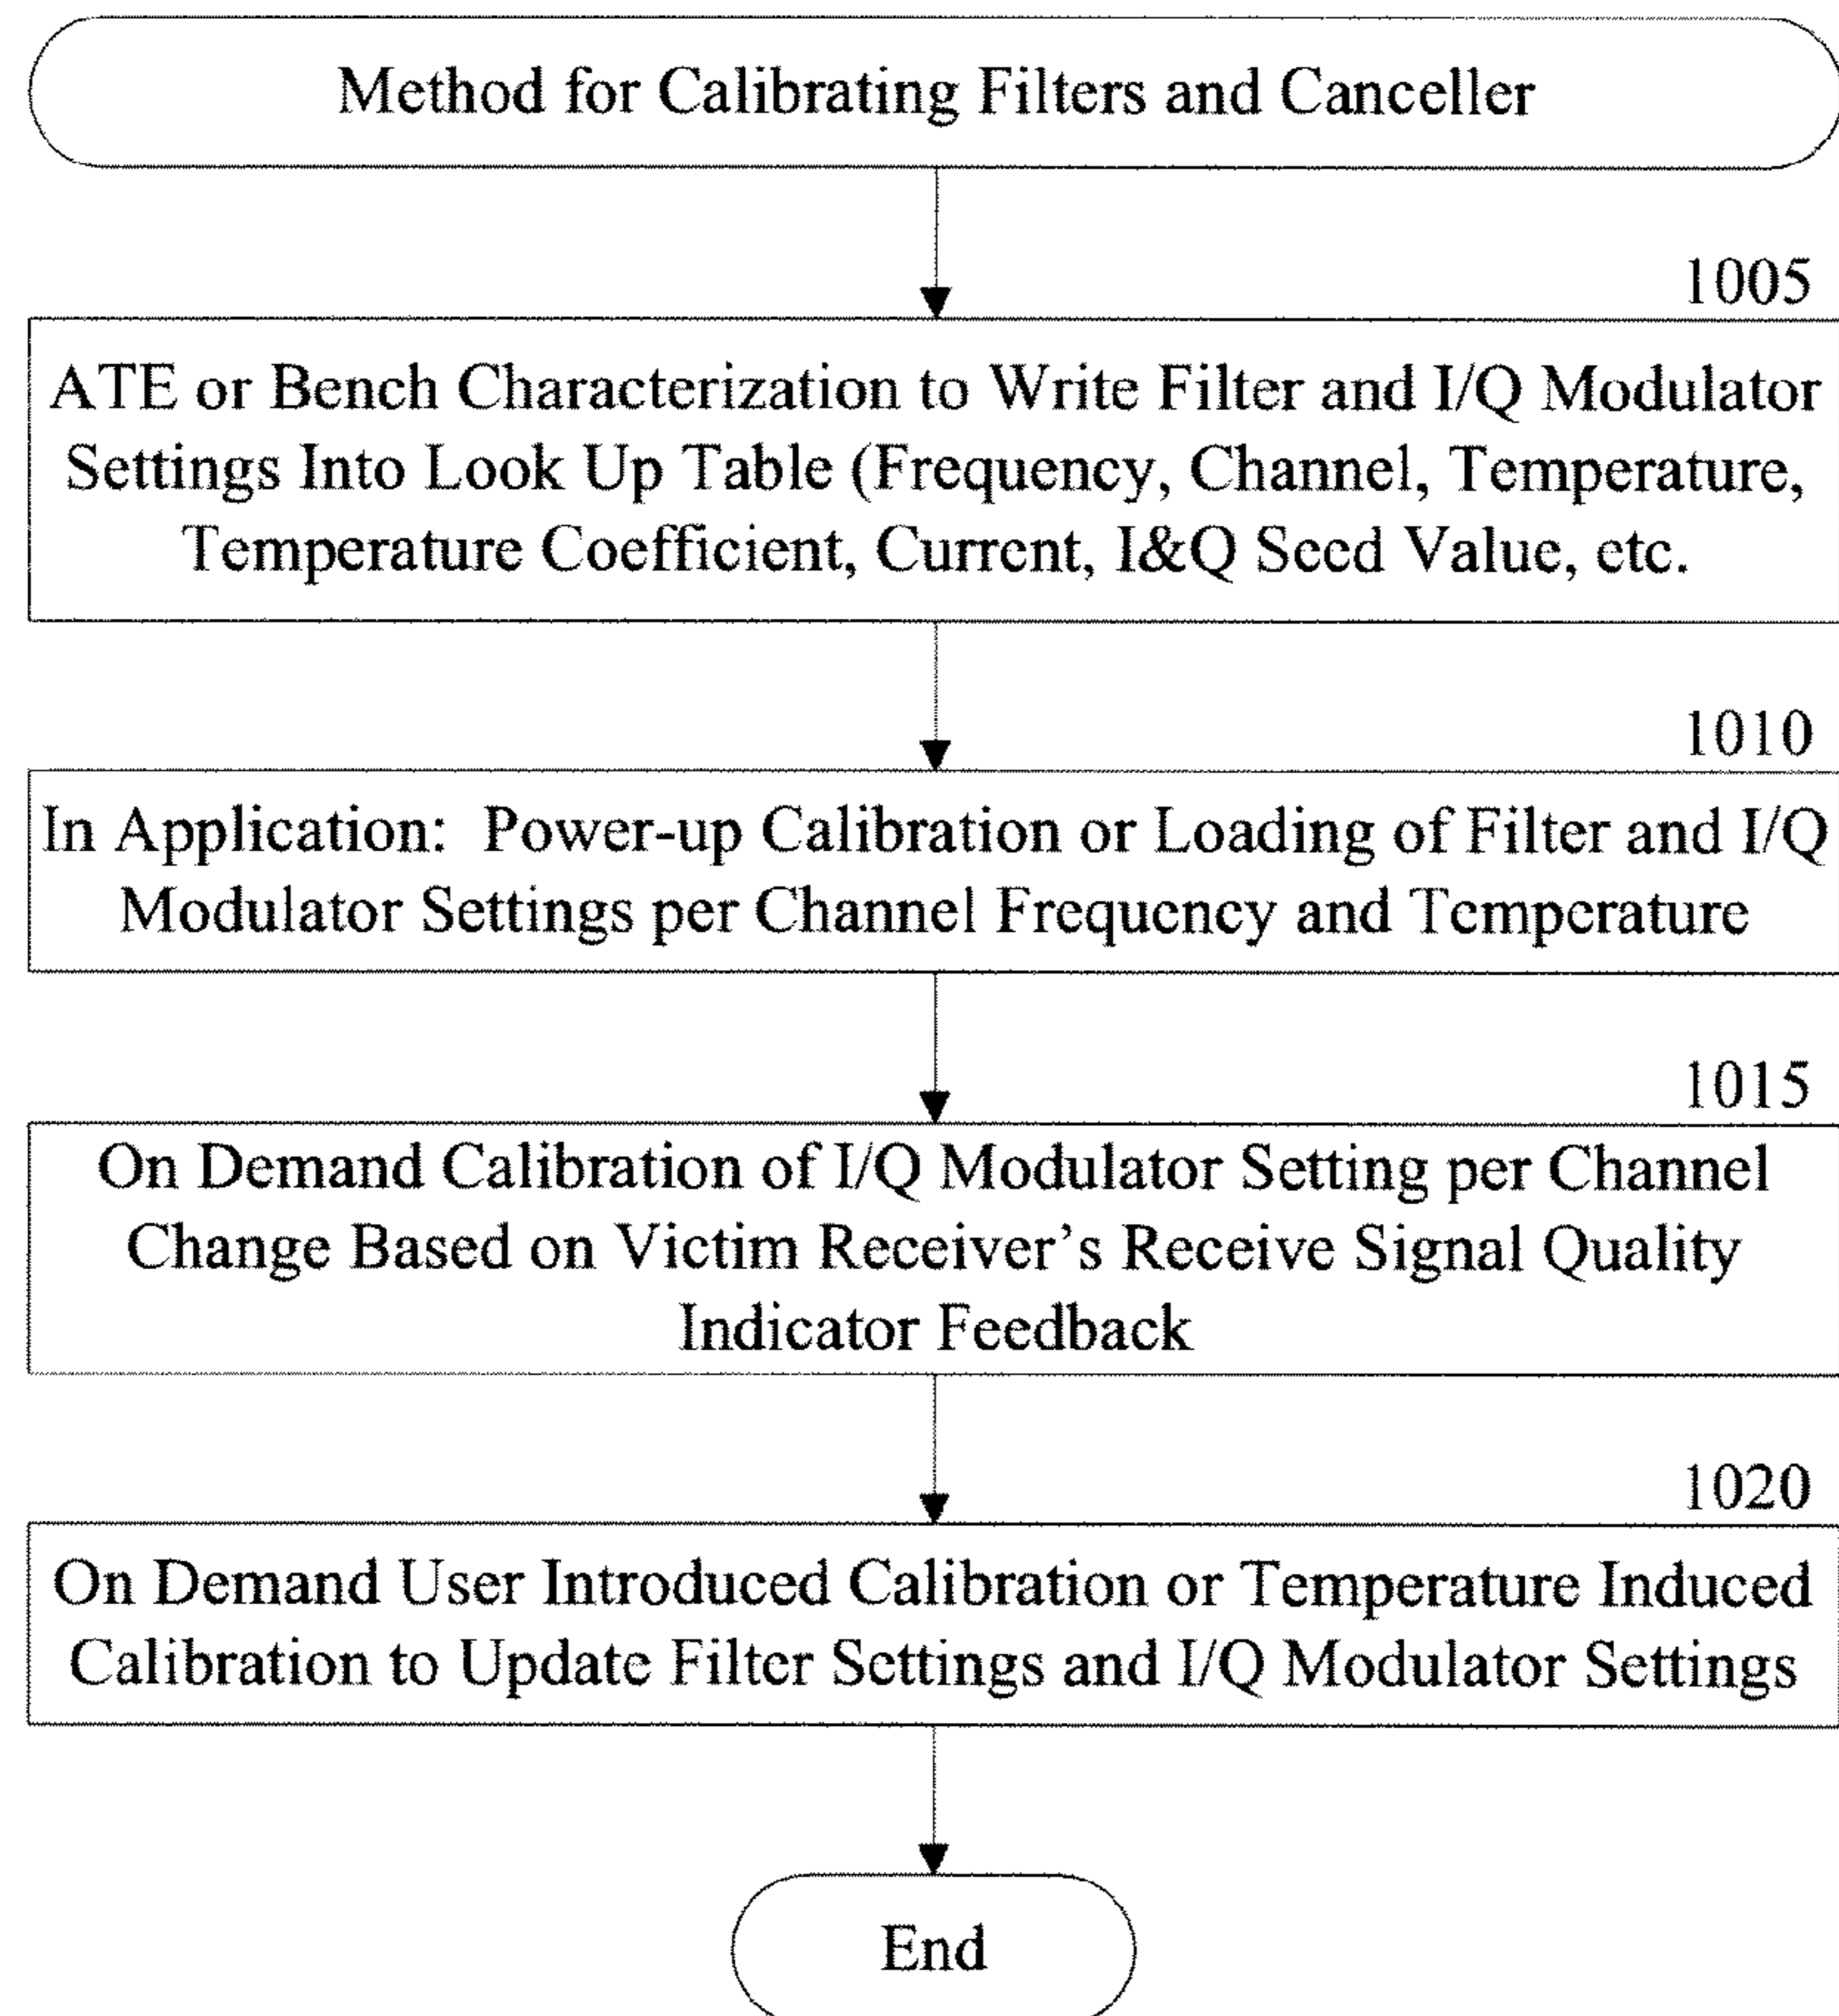 Method for Calibrating Filters and Canceller
1005
ATE or Bench Characterization to Write Filter and I/Q Modulator
Settings Into Look Up Table (Frequency, Channel, Temperature,
Temperature Coefficient, Current, I&Q Seed Value, etc.
1010
In Application: Power-up Calibration or Loading of Filter and I/Q
Modulator Settings per Channel Frequency and Temperature
1015
On Demand Calibration of I/Q Modulator Setting per Channel
Change Based on Victim Receiver's Receive Signal Quality
Indicator Feedback
1020
On Demand User Introduced Calibration or Temperature Induced
Calibration to Update Filter Settings and I/Q Modulator Settings
End